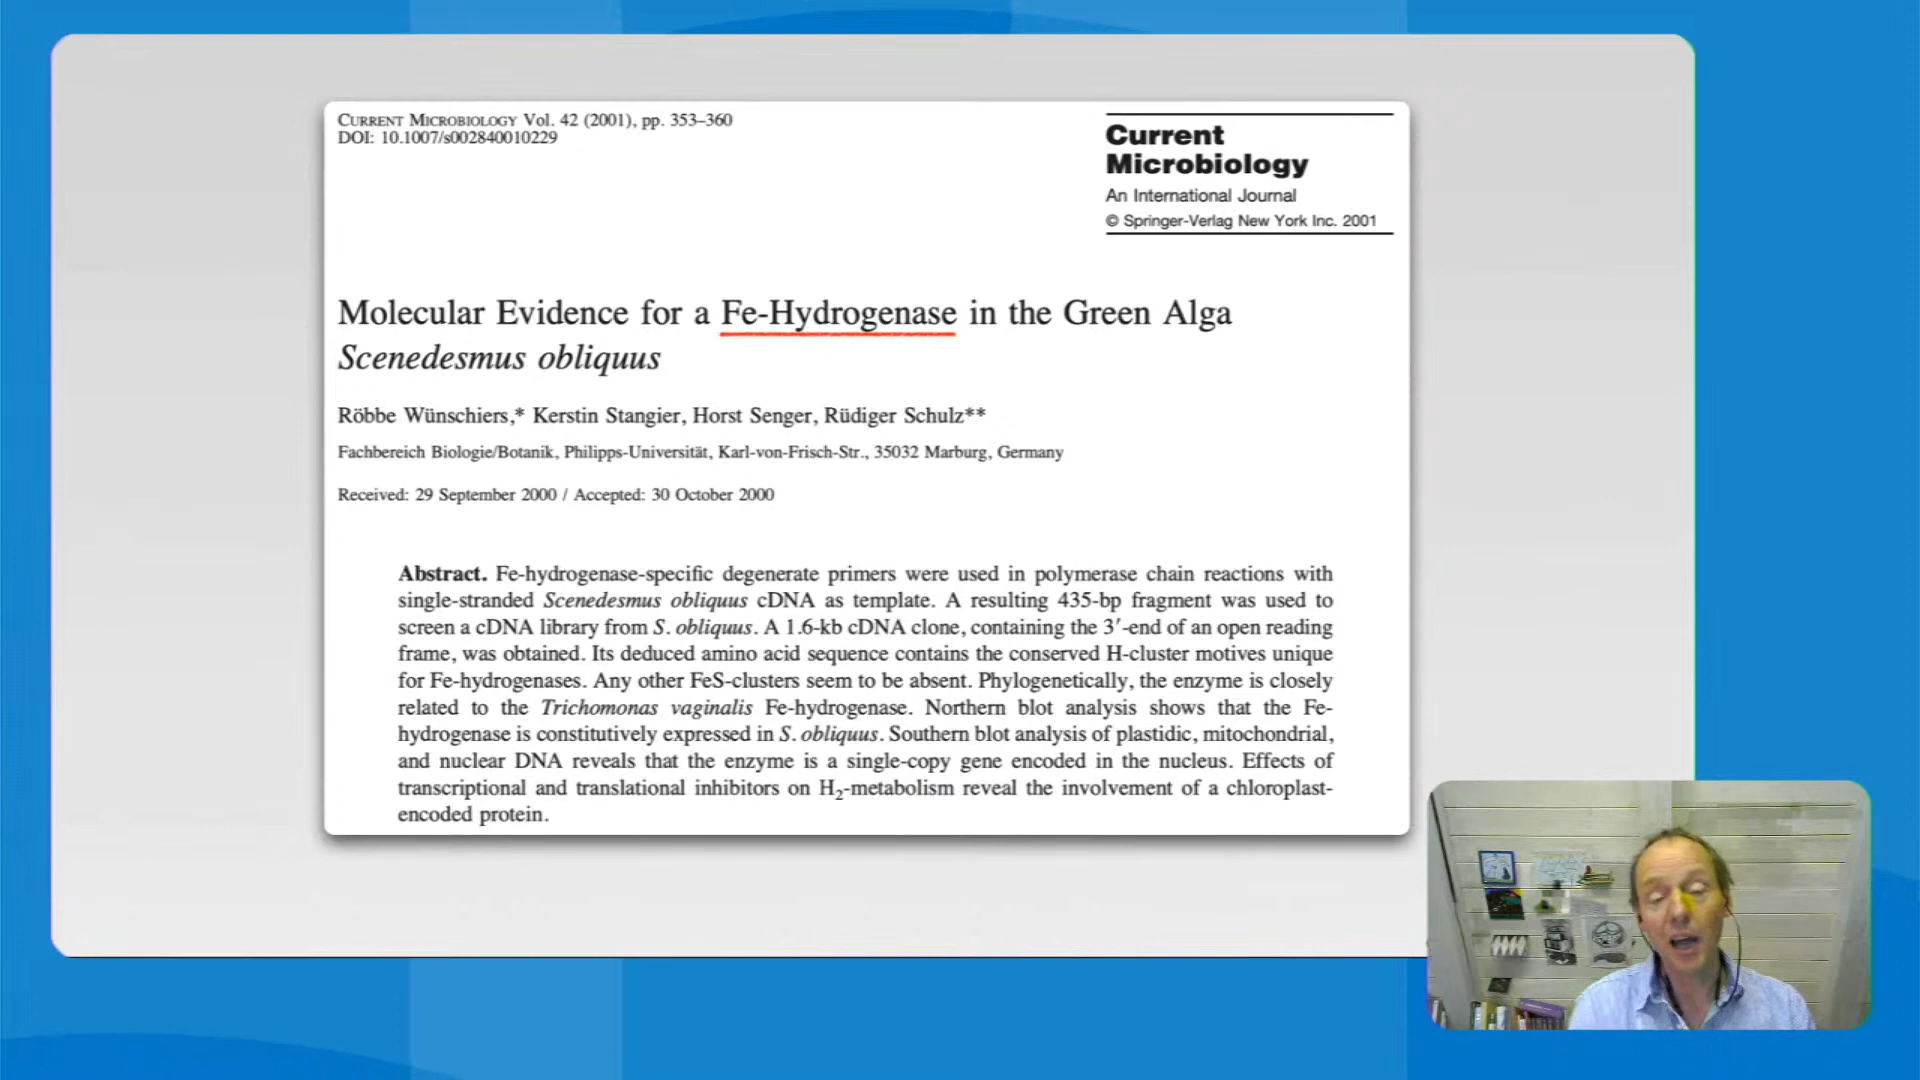 CURRENT MICROBIOLOGY Vol. 42 (2001), pp. 353–360
DOI: 10.1007/s002840010229
Current
Microbiology
An International Journal
© Springer-Verlag New York Inc. 2001
Molecular Evidence for a Fe-Hydrogenase in the Green Alga
Scenedesmus obliquus
Röbbe Wünschiers,* Kerstin Stangier, Horst Senger, Rüdiger Schulz**
Fachbereich Biologie/Botanik, Philipps-Universität, Karl-von-Frisch-Str., 35032 Marburg, Germany
Received: 29 September 2000 / Accepted: 30 October 2000
Abstract. Fe-hydrogenase-specific degenerate primers were used in polymerase chain reactions with
single-stranded Scenedesmus obliquus cDNA as template. A resulting 435-bp fragment was used to
screen a cDNA library from S. obliquus. A 1.6-kb cDNA clone, containing the 3′-end of an open reading
frame, was obtained. Its deduced amino acid sequence contains the conserved H-cluster motives unique
for Fe-hydrogenases. Any other FeS-clusters seem to be absent. Phylogenetically, the enzyme is closely
related to the Trichomonas vaginalis Fe-hydrogenase. Northern blot analysis shows that the Fe-
hydrogenase is constitutively expressed in S. obliquus. Southern blot analysis of plastidic, mitochondrial,
and nuclear DNA reveals that the enzyme is a single-copy gene encoded in the nucleus. Effects of
transcriptional and translational inhibitors on H₂-metabolism reveal the involvement of a chloroplast-
encoded protein.